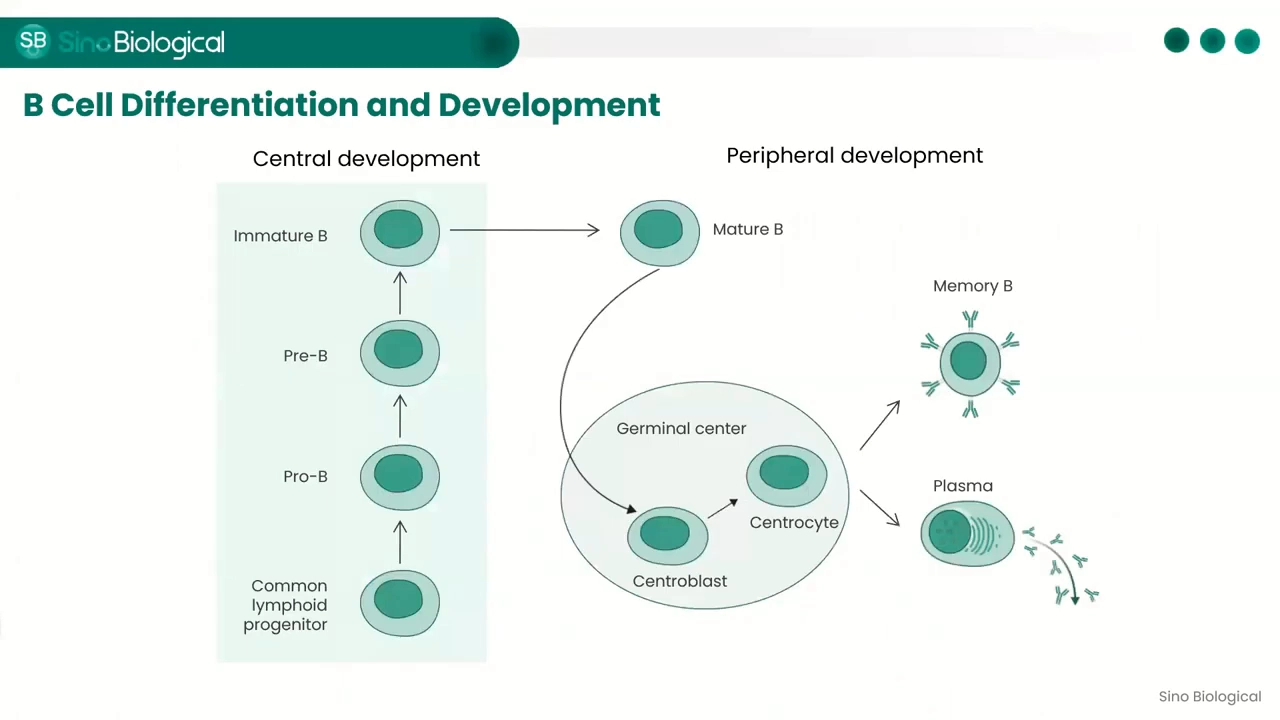 SB SinoBiological
B Cell Differentiation and Development
Central development
Peripheral development
Immature B
Mature B
Pre-B
Memory B
Pro-B
Germinal center
Centrocyte
Centroblast
Plasma
Common
lymphoid
progenitor
Sino Biological